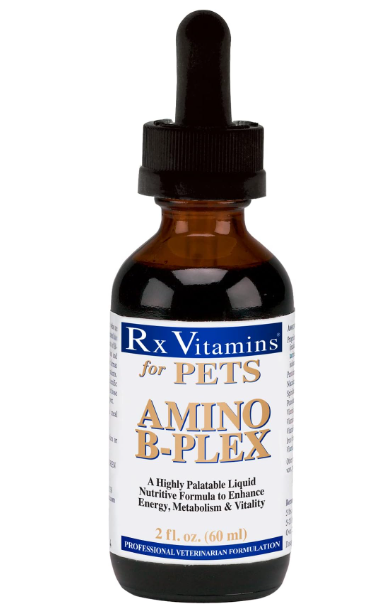 Rx Vitamins®
for PETS
AMINO
B-PLEX
A Highly Palatable Liquid
Nutritive Formula to Enhance
Energy, Metabolism & Vitality
2 fl. oz. (60 ml)
PROFESSIONAL VETERINARIAN FORMULATION